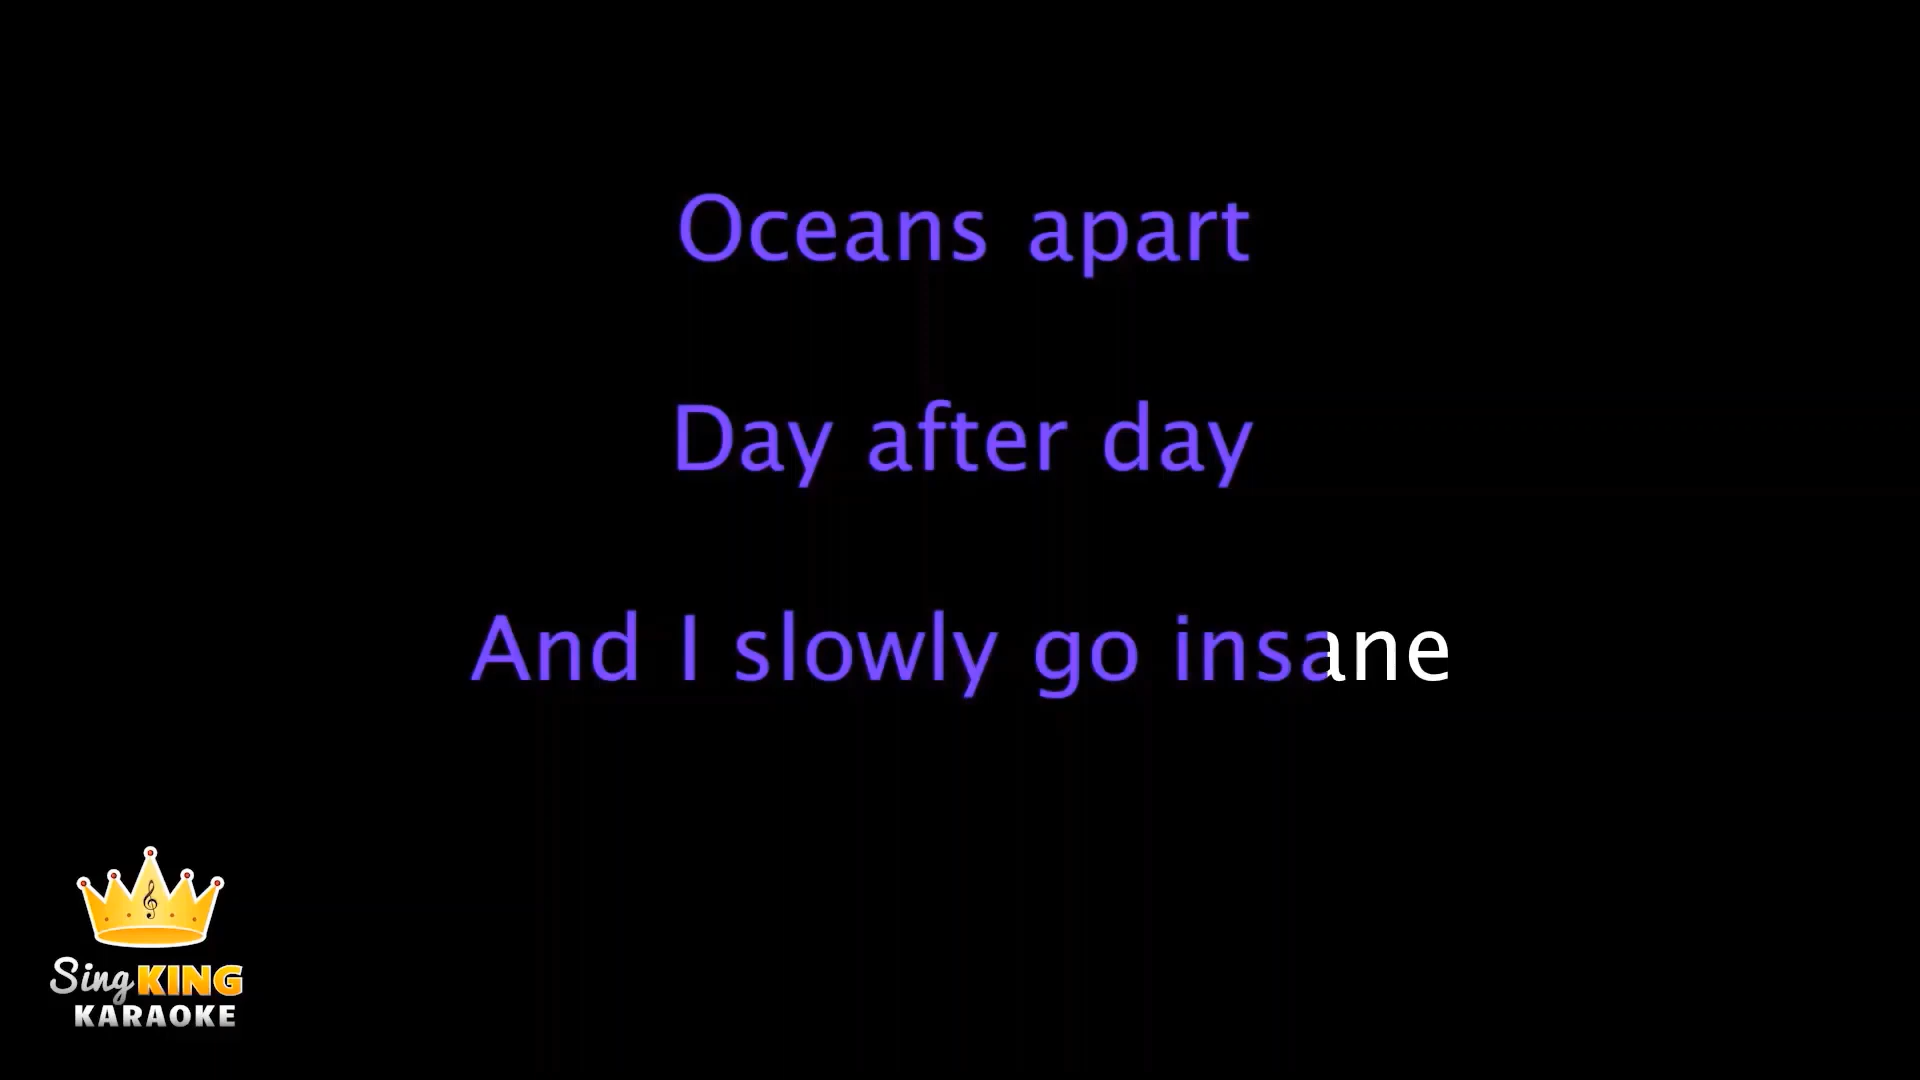 Oceans apart
Day after day
And I slowly go insane
Sing KING
KARAOKE